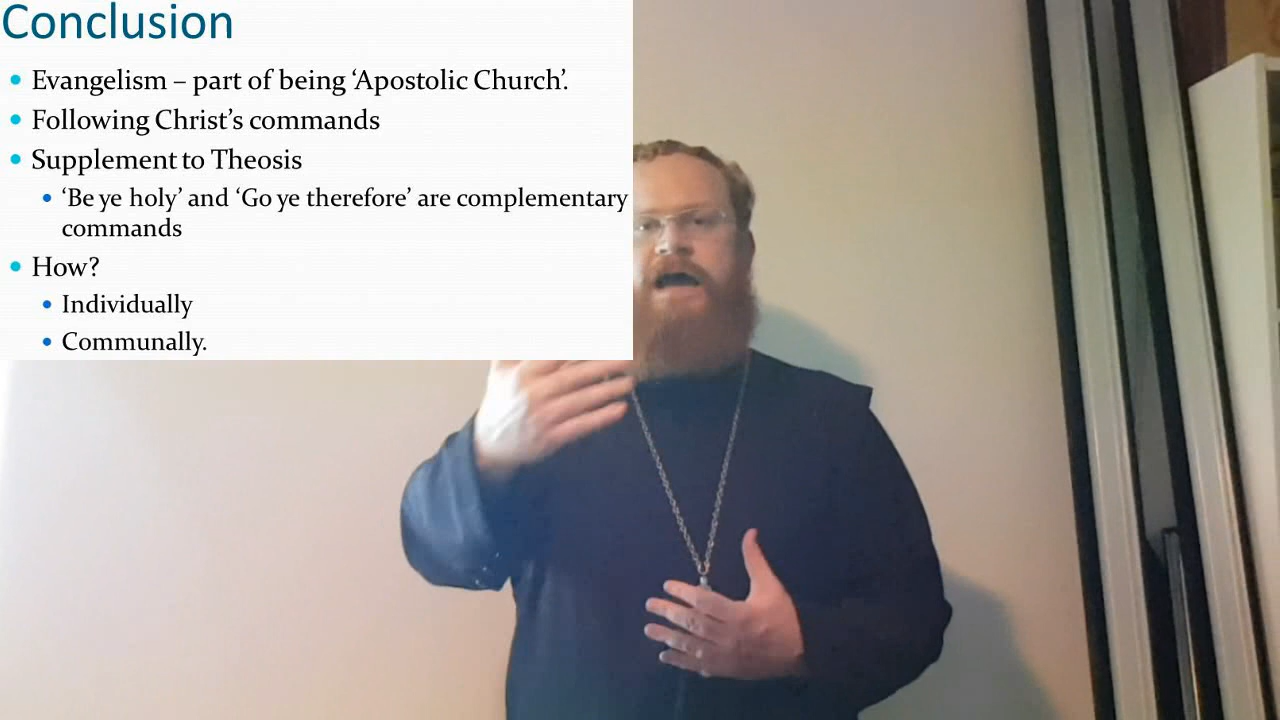 Conclusion
Evangelism – part of being ‘Apostolic Church’.
Following Christ’s commands
Supplement to Theosis
‘Be ye holy’ and ‘Go ye therefore’ are complementary
commands
How?
Individually
Communally.